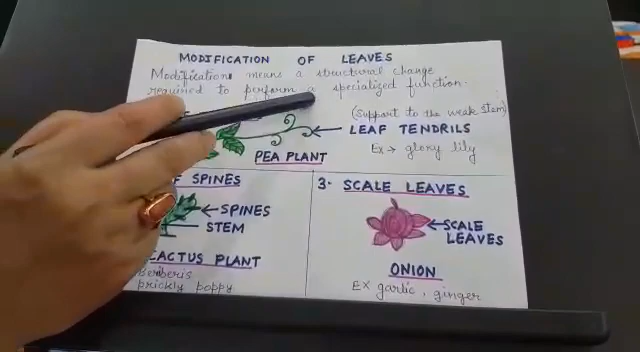 MODIFICATION OF LEAVES
Modifications means a structural change
required to perform a specialized function.
(Support to the weak stem)
LEAF TENDRILS
Ex → glory lily
PEA PLANT
SPINES
SPINES
STEM
CACTUS PLANT
Berberis
prickly poppy
3. SCALE LEAVES
SCALE
LEAVES
ONION
Ex garlic, ginger